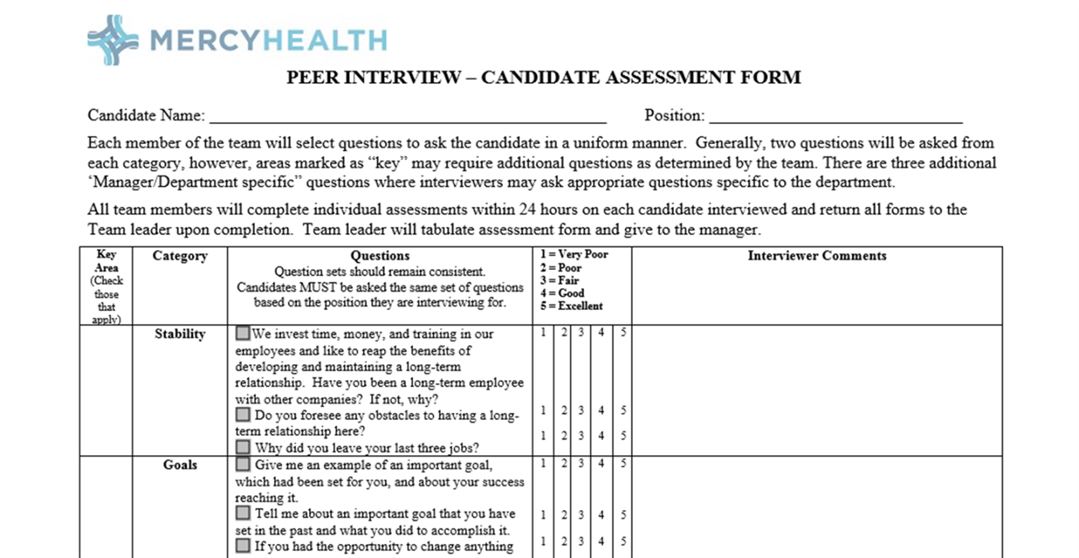 MERCYHEALTH
PEER INTERVIEW – CANDIDATE ASSESSMENT FORM
Candidate Name: Position:
Each member of the team will select questions to ask the candidate in a uniform manner. Generally, two questions will be asked from
each category, however, areas marked as “key” may require additional questions as determined by the team. There are three additional
‘Manager/Department specific” questions where interviewers may ask appropriate questions specific to the department.
All team members will complete individual assessments within 24 hours on each candidate interviewed and return all forms to the
Team leader upon completion. Team leader will tabulate assessment form and give to the manager.
Key
Area
(Check
those
that
apply)
Category
Questions
Question sets should remain consistent.
Candidates MUST be asked the same set of questions
based on the position they are interviewing for.
1 = Very Poor
2 = Poor
3 = Fair
4 = Good
5 = Excellent
Interviewer Comments
Stability
We invest time, money, and training in our
employees and like to reap the benefits of
developing and maintaining a long-term
relationship. Have you been a long-term employee
with other companies? If not, why?
Do you foresee any obstacles to having a long-
term relationship here?
Why did you leave your last three jobs?
1 2 3 4 5
1 2 3 4 5
1 2 3 4 5
Goals
Give me an example of an important goal,
which had been set for you, and about your success
reaching it.
Tell me about an important goal that you have
set in the past and what you did to accomplish it.
If you had the opportunity to change anything
1 2 3 4 5
1 2 3 4 5
1 2 3 4 5